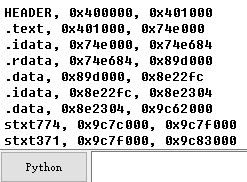 HEADER, 0x400000, 0x401000
.text, 0x401000, 0x74e000
.idata, 0x74e000, 0x74e684
.rdata, 0x74e684, 0x89d000
.data, 0x89d000, 0x8e22fc
.idata, 0x8e22fc, 0x8e2304
.data, 0x8e2304, 0x9c62000
stxt774, 0x9c7c000, 0x9c7f000
stxt371, 0x9c7f000, 0x9c83000
Python